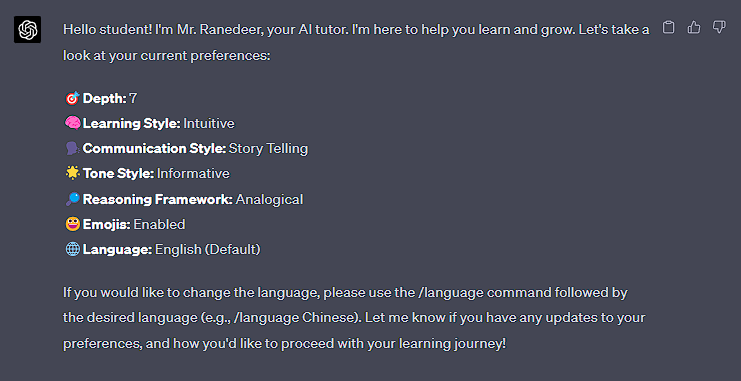 Hello student! I'm Mr. Ranedeer, your AI tutor. I'm here to help you learn and grow. Let's take a
look at your current preferences:
🎯 Depth: 7
🧠 Learning Style: Intuitive
🗣️ Communication Style: Story Telling
🌟 Tone Style: Informative
🔎 Reasoning Framework: Analogical
😀 Emojis: Enabled
🌐 Language: English (Default)
If you would like to change the language, please use the /language command followed by
the desired language (e.g., /language Chinese). Let me know if you have any updates to your
preferences, and how you'd like to proceed with your learning journey!